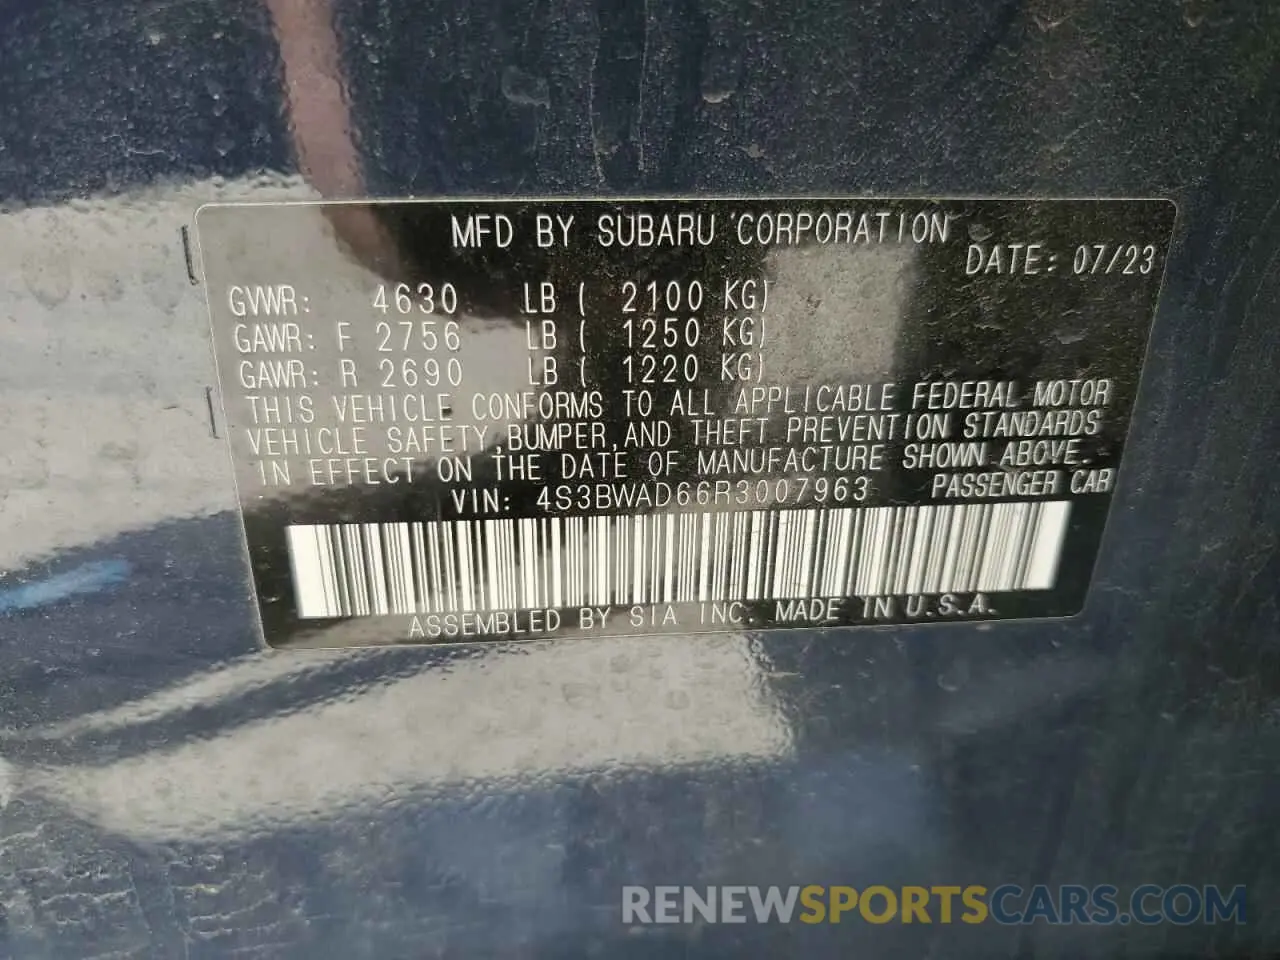 MFD BY SUBARU CORPORATION
DATE: 07/23
GVWR: 4630 LB ( 2100 KG)
GAWR: F 2756 LB ( 1250 KG)
GAWR: R 2690 LB ( 1220 KG)
THIS VEHICLE CONFORMS TO ALL APPLICABLE FEDERAL MOTOR
VEHICLE SAFETY,BUMPER,AND THEFT PREVENTION STANDARDS
IN EFFECT ON THE DATE OF MANUFACTURE SHOWN ABOVE.
VIN: 4S3BWAD66R3007963 PASSENGER CAR
ASSEMBLED BY SIA INC. MADE IN U.S.A.
RENEWSPORTSCARS.COM